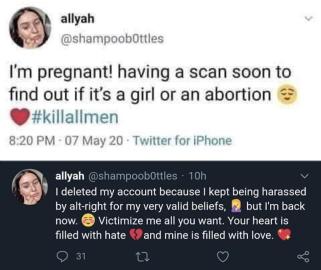 allyah
@shampoob0ttles
I'm pregnant! having a scan soon to
find out if it's a girl or an abortion 😌
❤️#killallmen
8:20 PM · 07 May 20 · Twitter for iPhone
allyah @shampoob0ttles · 10h
I deleted my account because I kept being harassed
by alt-right for my very valid beliefs, 🤦‍♀️ but I'm back
now. ☺️ Victimize me all you want. Your heart is
filled with hate 💔and mine is filled with love. 💖
31